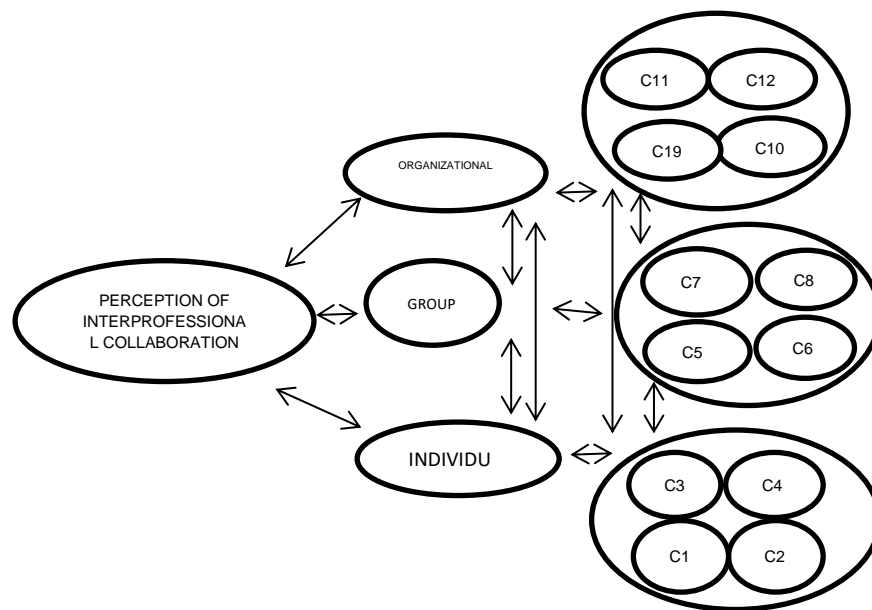 C11
C12
C19
C10
ORGANIZATIONAL
C7
C8
PERCEPTION OF
INTERPROFESSIONA
L COLLABORATION
GROUP
C5
C6
INDIVIDU
C3
C4
C1
C2